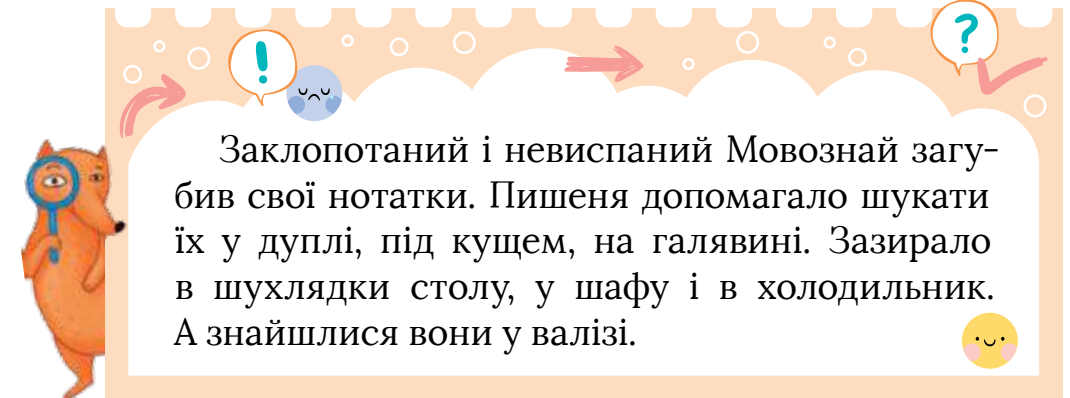 !
?
Заклопотаний і невиспаний Мовознай загу-
бив свої нотатки. Пишеня допомагало шукати
їх у дуплі, під кущем, на галявині. Зазирало
в шухлядки столу, у шафу і в холодильник.
А знайшлися вони у валізі.